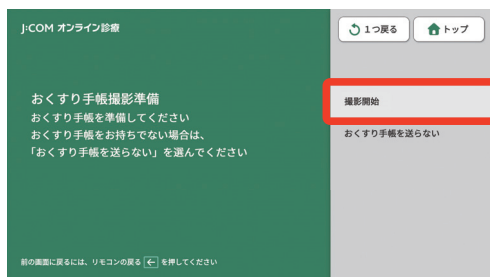 J:COM オンライン診療
1つ戻る
トップ
おくすり手帳撮影準備
おくすり手帳を準備してください
おくすり手帳をお持ちでない場合は、
「おくすり手帳を送らない」を選んでください
撮影開始
おくすり手帳を送らない
前の画面に戻るには、リモコンの戻る ← を押してください